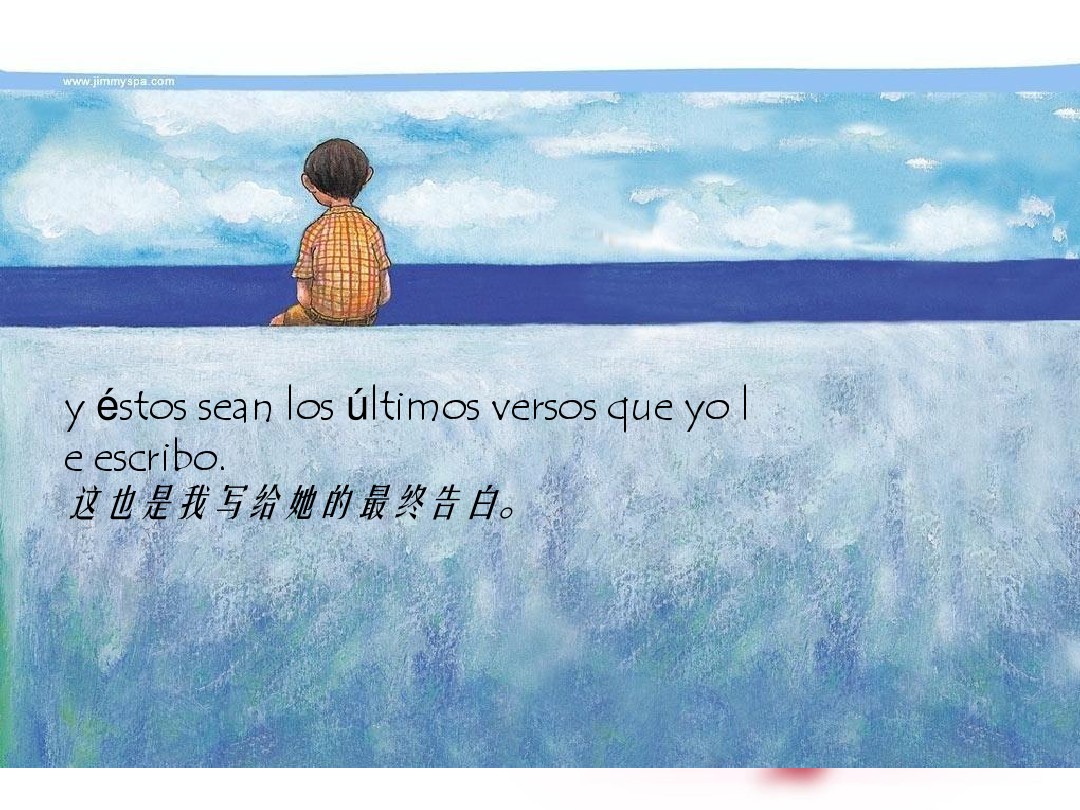 www.jimmyspa.com
y éstos sean los últimos versos que yo l
e escribo.
这也是我写给她的最终告白。